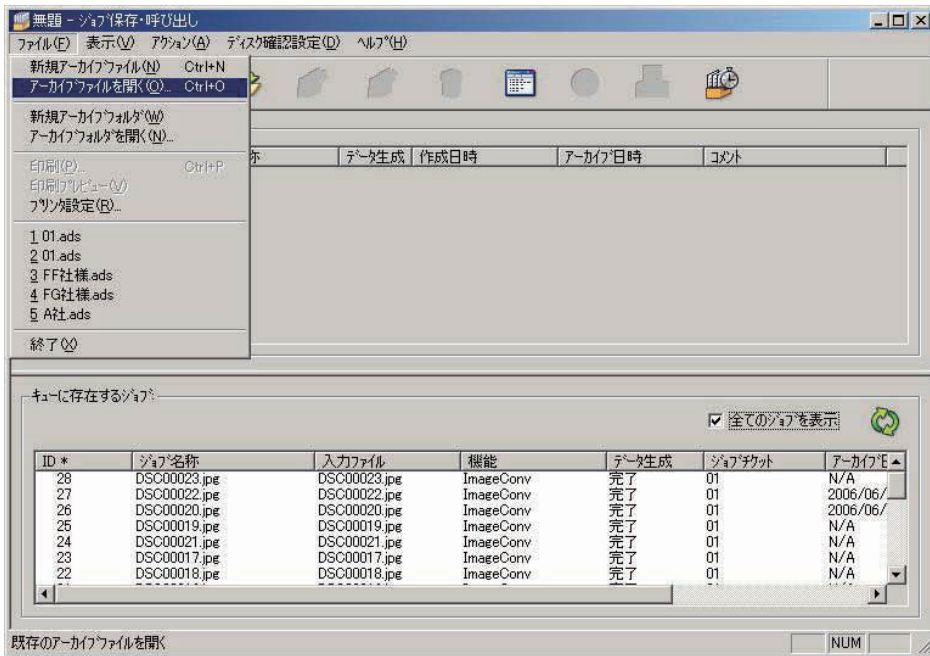 無題 - ｼﾞｮﾌﾞ保存・呼び出し
ﾌｧｲﾙ(F) 表示(V) ｱｸｼｮﾝ(A) ﾃﾞｨｽｸ確認設定(D) ﾍﾙﾌﾟ(H)
新規ｱｰｶｲﾌﾞﾌｧｲﾙ(N) Ctrl+N
ｱｰｶｲﾌﾞﾌｧｲﾙを開く(O)... Ctrl+O
新規ｱｰｶｲﾌﾞﾌｫﾙﾀﾞ(W)
ｱｰｶｲﾌﾞﾌｫﾙﾀﾞを開く(N)...
印刷(P)... Ctrl+P
印刷ﾌﾟﾚﾋﾞｭｰ(V)
ﾌﾟﾘﾝﾀ設定(R)...
1 01.ads
2 01.ads
3 FF社様.ads
4 FG社様.ads
5 A社.ads
終了(X)
ﾃﾞｰﾀ生成 作成日時 ｱｰｶｲﾌﾞ日時 ｺﾒﾝﾄ
ｷｭｰに存在するｼﾞｮﾌﾞ
全てのｼﾞｮﾌﾞを表示
ID * ｼﾞｮﾌﾞ名称 入力ﾌｧｲﾙ 機能 ﾃﾞｰﾀ生成 ｼﾞｮﾌﾞﾁｹｯﾄ ｱｰｶｲﾌﾞ
28 DSC00023.jpg DSC00023.jpg ImageConv 完了 01 N/A
27 DSC00022.jpg DSC00022.jpg ImageConv 完了 01 2006/06/
26 DSC00020.jpg DSC00020.jpg ImageConv 完了 01 2006/06/
25 DSC00019.jpg DSC00019.jpg ImageConv 完了 01 N/A
24 DSC00021.jpg DSC00021.jpg ImageConv 完了 01 N/A
23 DSC00017.jpg DSC00017.jpg ImageConv 完了 01 N/A
22 DSC00018.jpg DSC00018.jpg ImageConv 完了 01 N/A
既存のｱｰｶｲﾌﾞﾌｧｲﾙを開く NUM